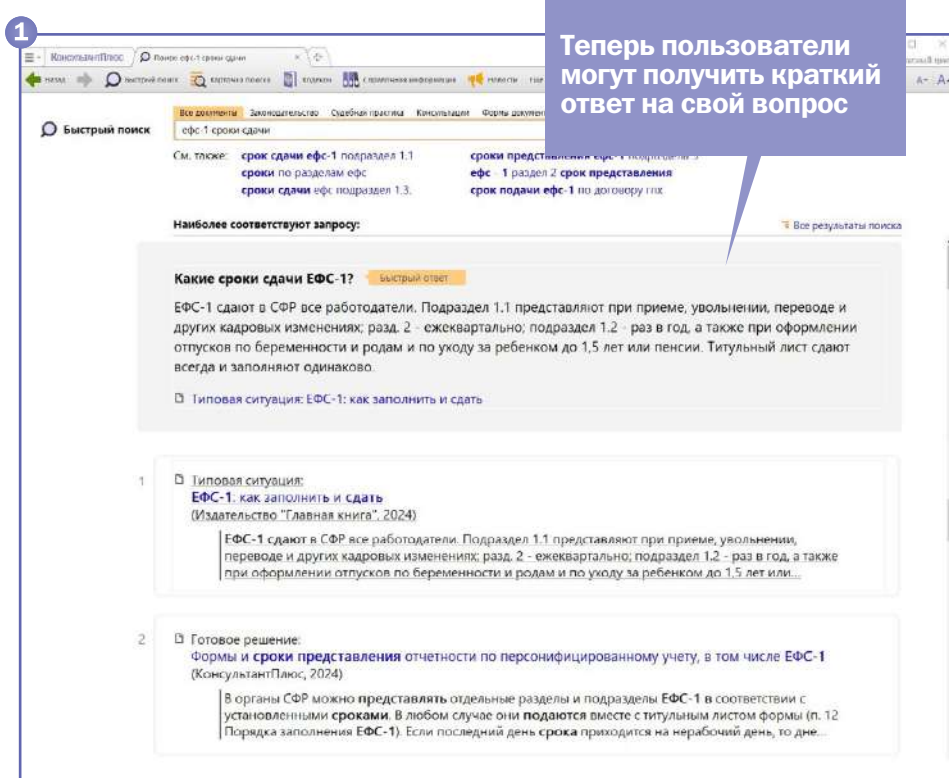 1
Теперь пользователи
могут получить краткий
ответ на свой вопрос
КонсультантПлюс
Поиск: ефс-1 сроки сдачи
Назад Быстрый поиск Карточка поиска Кодексы Справочная информация Новости Еще
А- А
Быстрый поиск
Все документы Законодательство Судебная практика Консультации Формы документ
ефс-1 сроки сдачи
См. также: срок сдачи ефс-1 подраздел 1.1 сроки представления ефс-1
сроки по разделам ефс ефс - 1 раздел 2 срок представления
сроки сдачи ефс подраздел 1.3. срок подачи ефс-1 по договору гпх
Наиболее соответствуют запросу: Все результаты поиска
Какие сроки сдачи ЕФС-1? Быстрый ответ
ЕФС-1 сдают в СФР все работодатели. Подраздел 1.1 представляют при приеме, увольнении, переводе и
других кадровых изменениях; разд. 2 - ежеквартально; подраздел 1.2 - раз в год, а также при оформлении
отпусков по беременности и родам и по уходу за ребенком до 1,5 лет или пенсии. Титульный лист сдают
всегда и заполняют одинаково.
Типовая ситуация: ЕФС-1: как заполнить и сдать
1 Типовая ситуация:
ЕФС-1: как заполнить и сдать
(Издательство "Главная книга", 2024)
ЕФС-1 сдают в СФР все работодатели. Подраздел 1.1 представляют при приеме, увольнении,
переводе и других кадровых изменениях; разд. 2 - ежеквартально; подраздел 1.2 - раз в год, а также
при оформлении отпусков по беременности и родам и по уходу за ребенком до 1,5 лет или...
2 Готовое решение:
Формы и сроки представления отчетности по персонифицированному учету, в том числе ЕФС-1
(КонсультантПлюс, 2024)
В органы СФР можно представлять отдельные разделы и подразделы ЕФС-1 в соответствии с
установленными сроками. В любом случае они подаются вместе с титульным листом формы (п. 12
Порядка заполнения ЕФС-1). Если последний день срока приходится на нерабочий день, то дне...